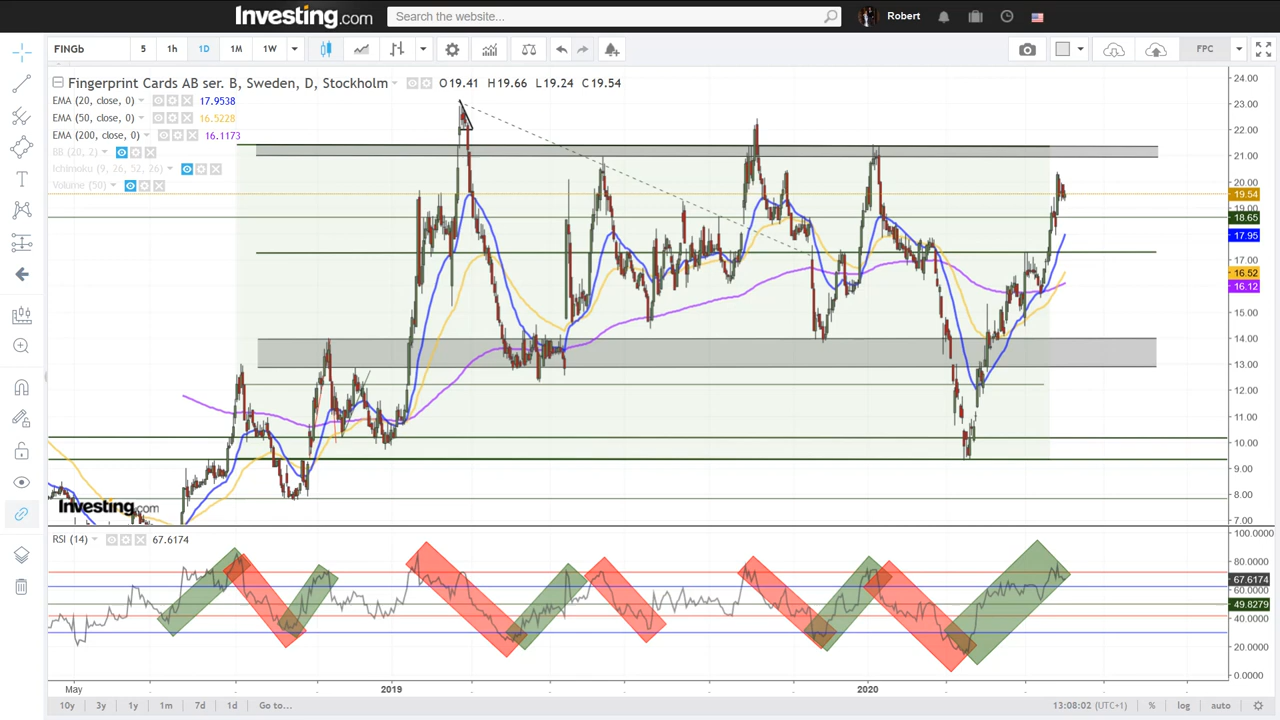 Investing.com
Search the website...
Robert
FINGb
5
1h
1D
1M
1W
FPC
Fingerprint Cards AB ser. B, Sweden, D, Stockholm
O19.41 H19.66 L19.24 C19.54
EMA (20, close, 0) 17.9538
EMA (50, close, 0) 16.5228
EMA (200, close, 0) 16.1173
BB (20, 2)
Ichimoku (9, 26, 52, 26)
Volume (50)
24.00
23.00
22.00
21.00
20.00
19.54
19.00
18.65
17.95
17.00
16.52
16.12
15.00
14.00
13.00
12.00
11.00
10.00
9.00
8.00
7.00
Investing.com
RSI (14) 67.6174
100.0000
80.0000
67.6174
60.0000
49.8279
40.0000
20.0000
0.0000
May
2019
2020
10y 3y 1y 1m 7d 1d Go to...
13:08:02 (UTC+1) % log auto